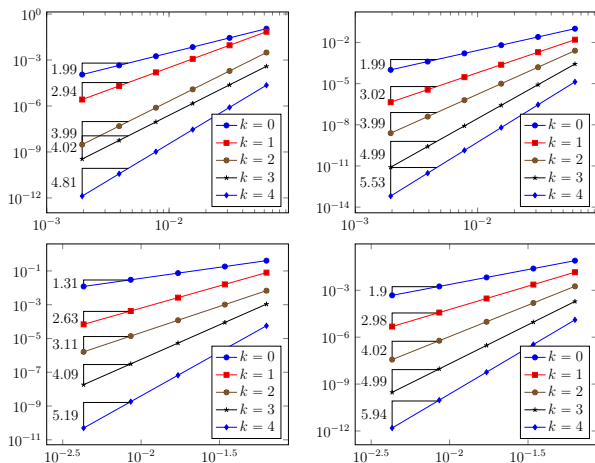 10^0
10^-3
10^-6
10^-9
10^-12
1.99
2.94
3.99
4.02
4.81
k = 0
k = 1
k = 2
k = 3
k = 4
10^-3
10^-2
10^-2
10^-5
10^-8
10^-11
10^-14
1.99
3.02
3.99
4.99
5.53
k = 0
k = 1
k = 2
k = 3
k = 4
10^-3
10^-2
10^-1
10^-3
10^-5
10^-7
10^-9
10^-11
1.31
2.63
3.11
4.09
5.19
k = 0
k = 1
k = 2
k = 3
k = 4
10^-2.5
10^-2
10^-1.5
10^-3
10^-6
10^-9
10^-12
1.9
2.98
4.02
4.99
5.94
k = 0
k = 1
k = 2
k = 3
k = 4
10^-2.5
10^-2
10^-1.5